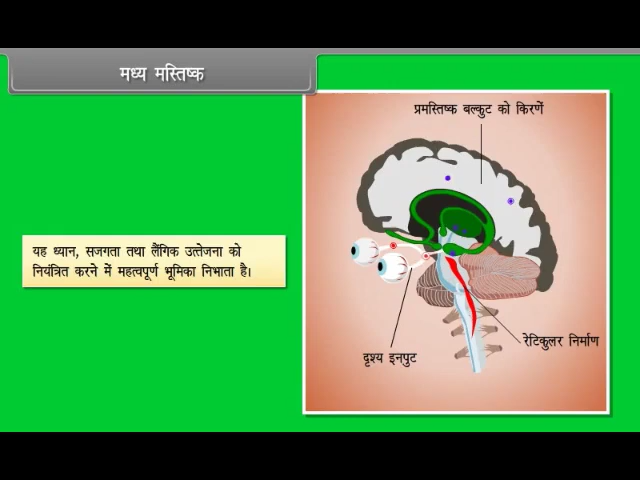 मध्य मस्तिष्क
प्रमस्तिष्क बल्कुट को किरणें
यह ध्यान, सजगता तथा लैंगिक उत्तेजना को
नियंत्रित करने में महत्वपूर्ण भूमिका निभाता है।
रेटिकुलर निर्माण
दृश्य इनपुट